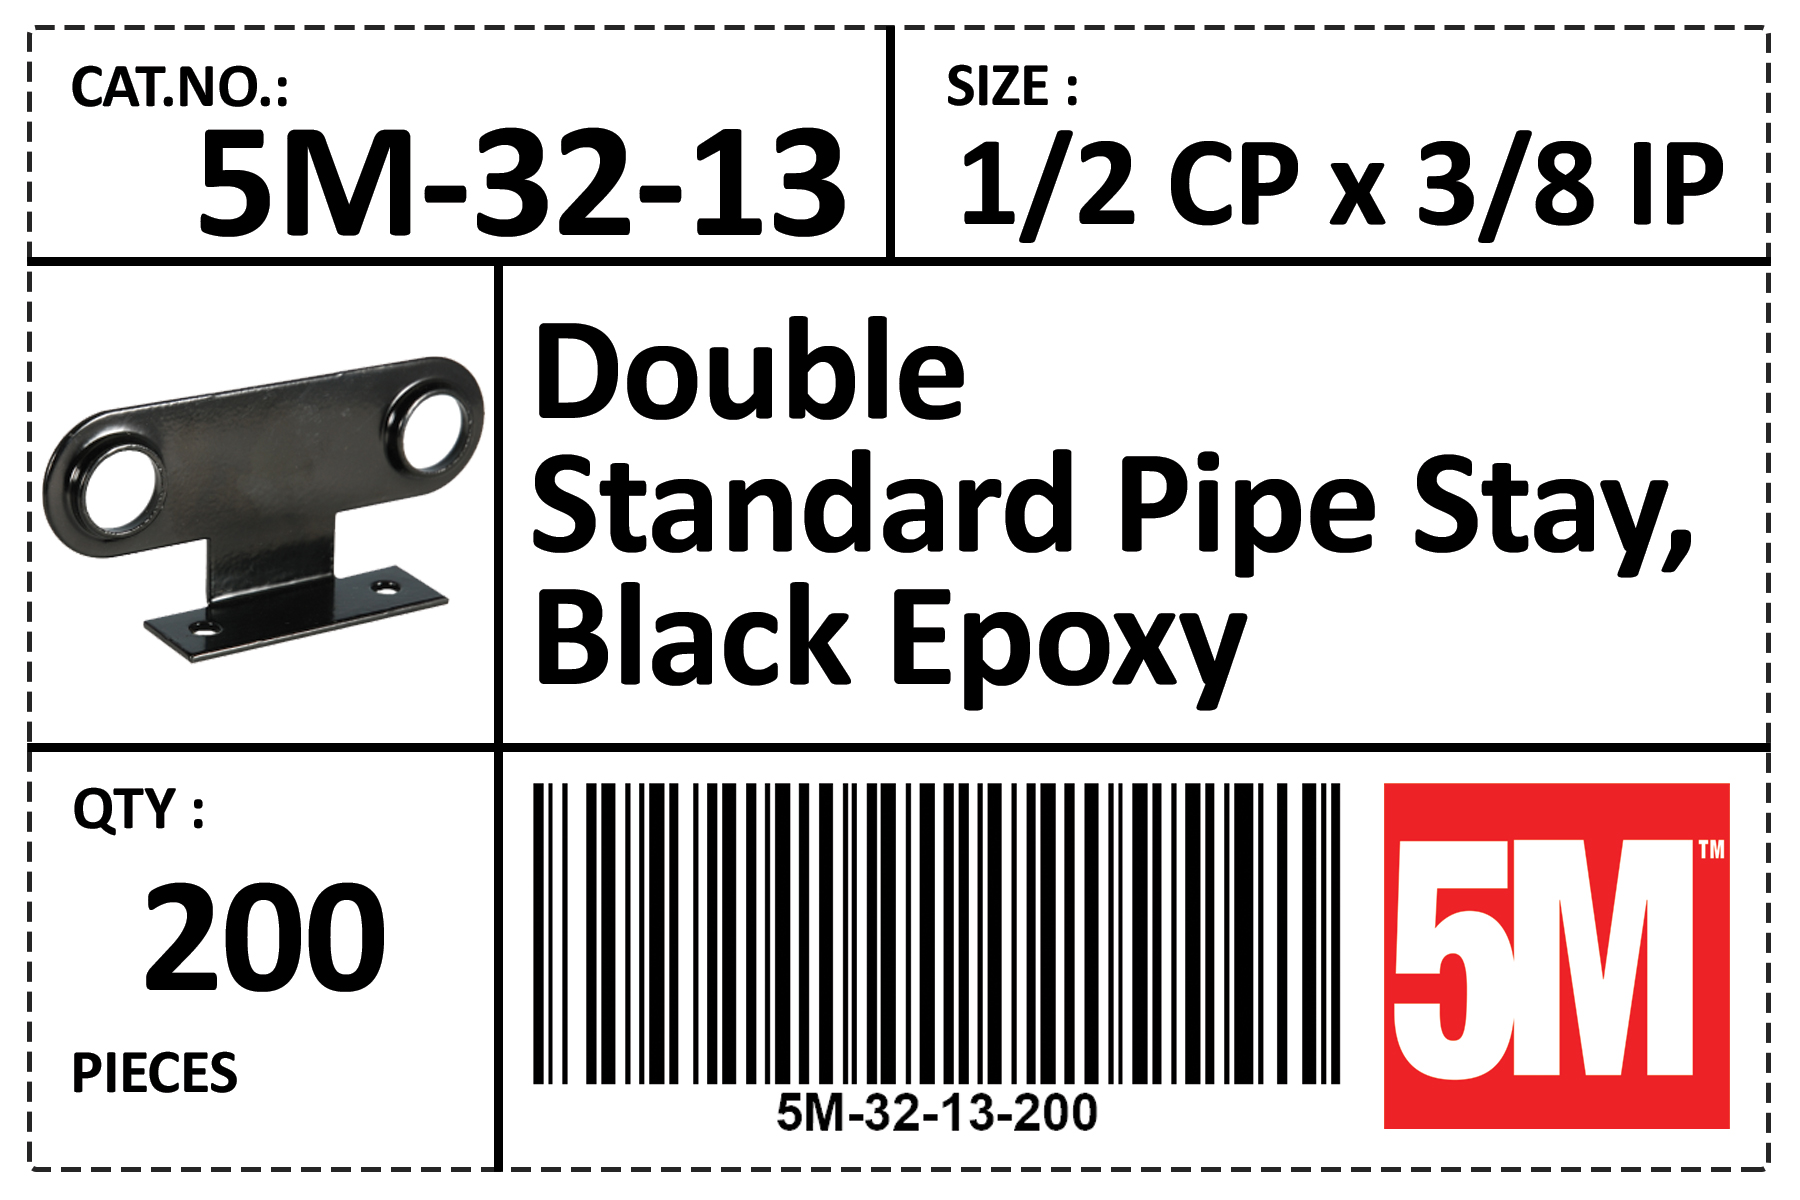 CAT.NO.:
5M-32-13
SIZE :
1/2 CP x 3/8 IP
Double
Standard Pipe Stay,
Black Epoxy
QTY :
200
PIECES
5M-32-13-200
5M™